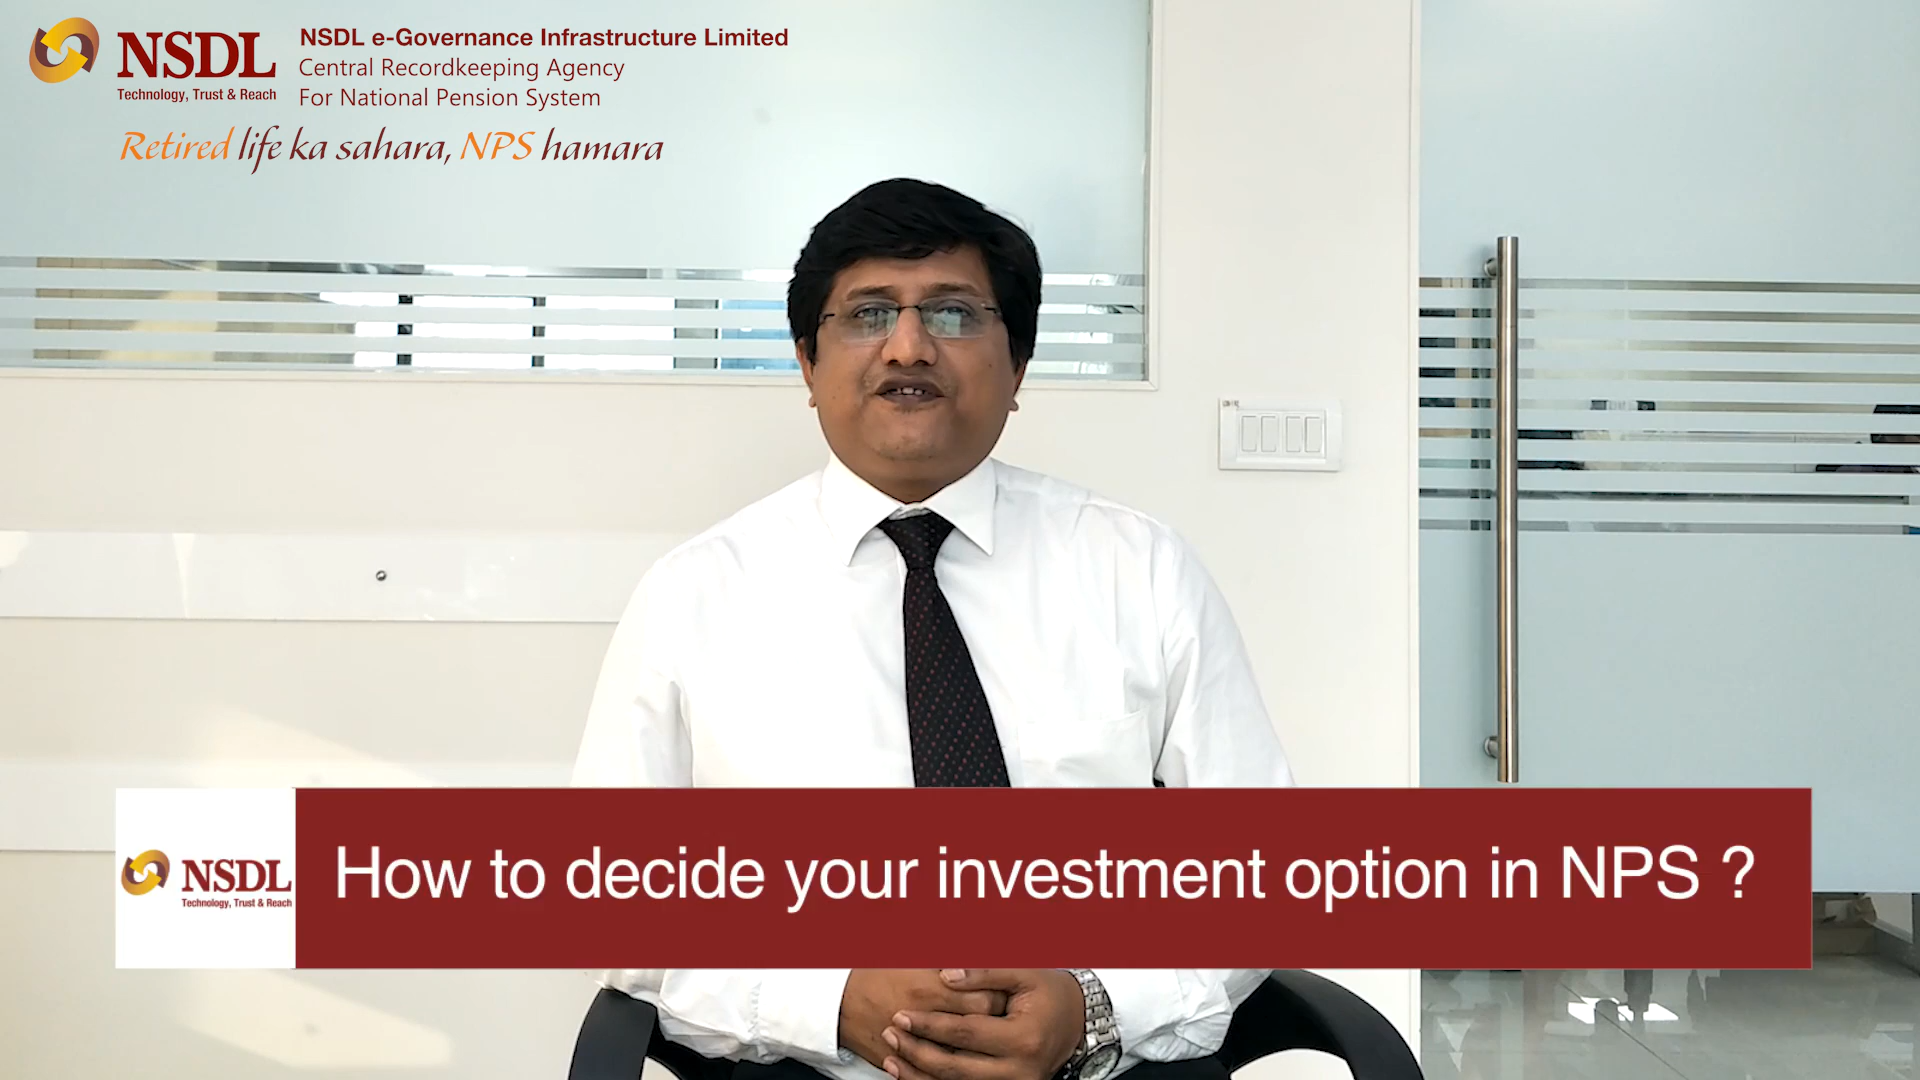 NSDL
Technology, Trust & Reach
NSDL e-Governance Infrastructure Limited
Central Recordkeeping Agency
For National Pension System
Retired life ka sahara, NPS hamara
NSDL
Technology, Trust & Reach
How to decide your investment option in NPS ?